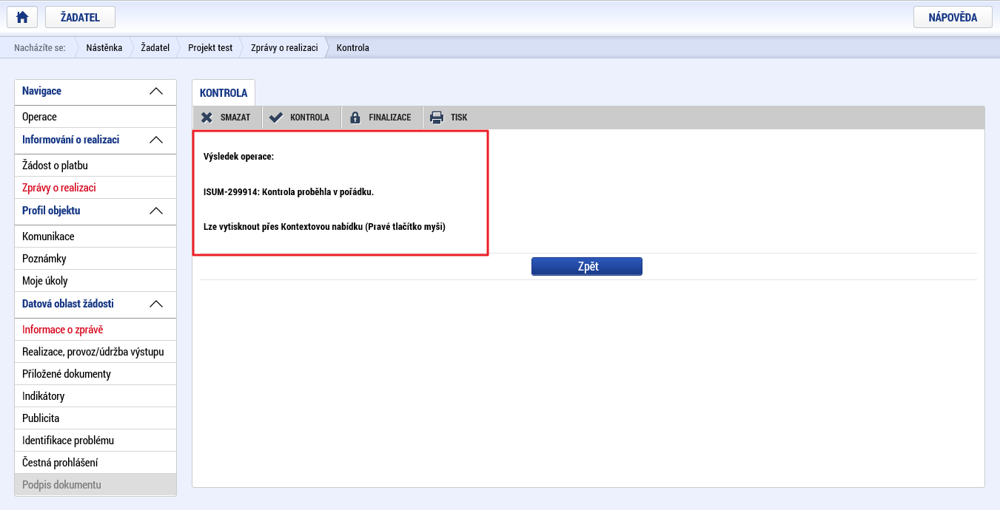 ŽADATEL
NÁPOVĚDA
Nacházíte se:
Nástěnka
Žadatel
Projekt test
Zprávy o realizaci
Kontrola
Navigace
Operace
Informování o realizaci
Žádost o platbu
Zprávy o realizaci
Profil objektu
Komunikace
Poznámky
Moje úkoly
Datová oblast žádosti
Informace o zprávě
Realizace, provoz/údržba výstupu
Přiložené dokumenty
Indikátory
Publicita
Identifikace problému
Čestná prohlášení
Podpis dokumentu
KONTROLA
SMAZAT
KONTROLA
FINALIZACE
TISK
Výsledek operace:
ISUM-299914: Kontrola proběhla v pořádku.
Lze vytisknout přes Kontextovou nabídku (Pravé tlačítko myši)
Zpět